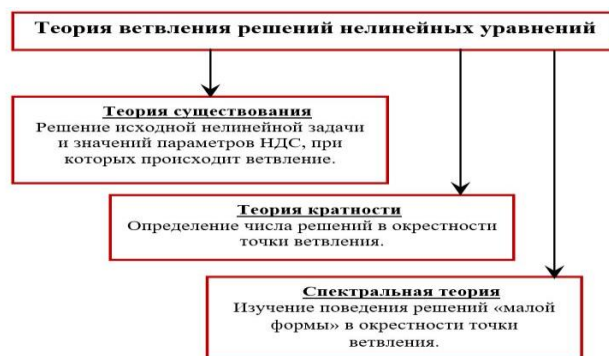 Теория ветвления решений нелинейных уравнений
Теория существования
Решение исходной нелинейной задачи
и значений параметров НДС, при
которых происходит ветвление.
Теория кратности
Определение числа решений в окрестности
точки ветвления.
Спектральная теория
Изучение поведения решений «малой
формы» в окрестности точки
ветвления.